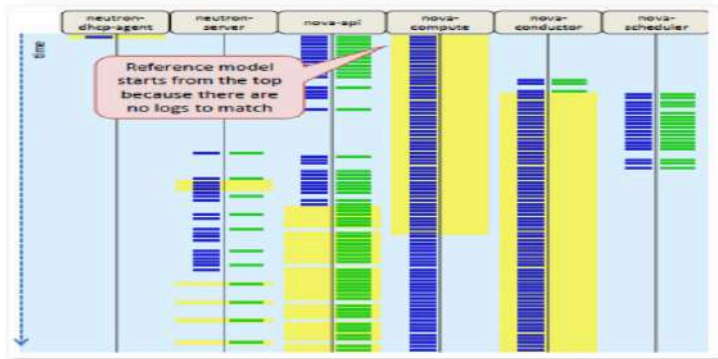 neutron-
dhcp-agent
neutron-
server
nova-api
nova-
compute
nova-
conductor
nova-
scheduler
time
Reference model
starts from the top
because there are
no logs to match